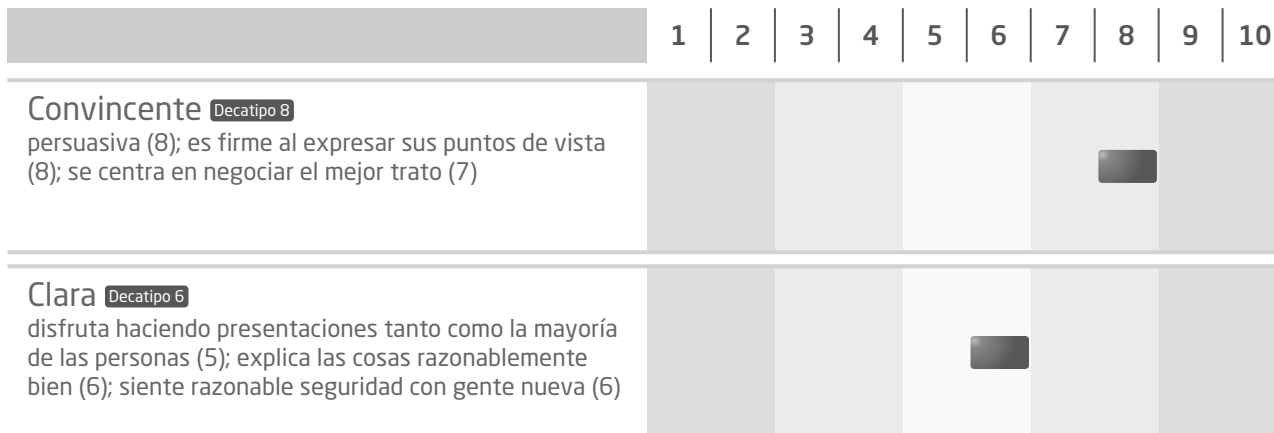 1 2 3 4 5 6 7 8 9 10
Convincente Decatipo 8
persuasiva (8); es firme al expresar sus puntos de vista
(8); se centra en negociar el mejor trato (7)
Clara Decatipo 6
disfruta haciendo presentaciones tanto como la mayoría
de las personas (5); explica las cosas razonablemente
bien (6); siente razonable seguridad con gente nueva (6)